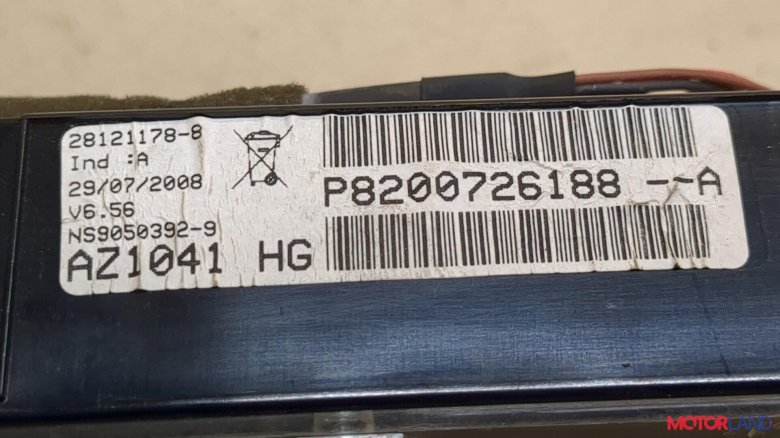 28121178-8
Ind :A
29/07/2008
V6.56
NS9050392-9
AZ1041 HG
P8200726188 --~A
MOTORLAND